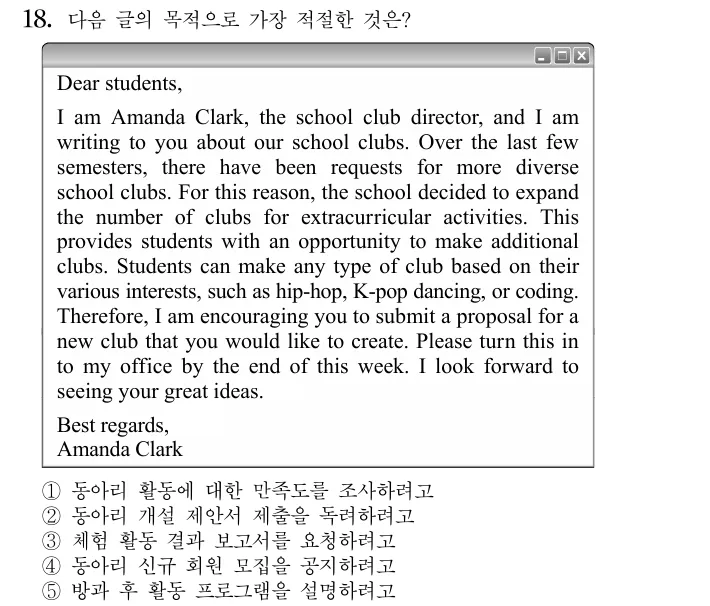 18. 다음 글의 목적으로 가장 적절한 것은?
Dear students,
I am Amanda Clark, the school club director, and I am
writing to you about our school clubs. Over the last few
semesters, there have been requests for more diverse
school clubs. For this reason, the school decided to expand
the number of clubs for extracurricular activities. This
provides students with an opportunity to make additional
clubs. Students can make any type of club based on their
various interests, such as hip-hop, K-pop dancing, or coding.
Therefore, I am encouraging you to submit a proposal for a
new club that you would like to create. Please turn this in
to my office by the end of this week. I look forward to
seeing your great ideas.
Best regards,
Amanda Clark
① 동아리 활동에 대한 만족도를 조사하려고
② 동아리 개설 제안서 제출을 독려하려고
③ 체험 활동 결과 보고서를 요청하려고
④ 동아리 신규 회원 모집을 공지하려고
⑤ 방과 후 활동 프로그램을 설명하려고